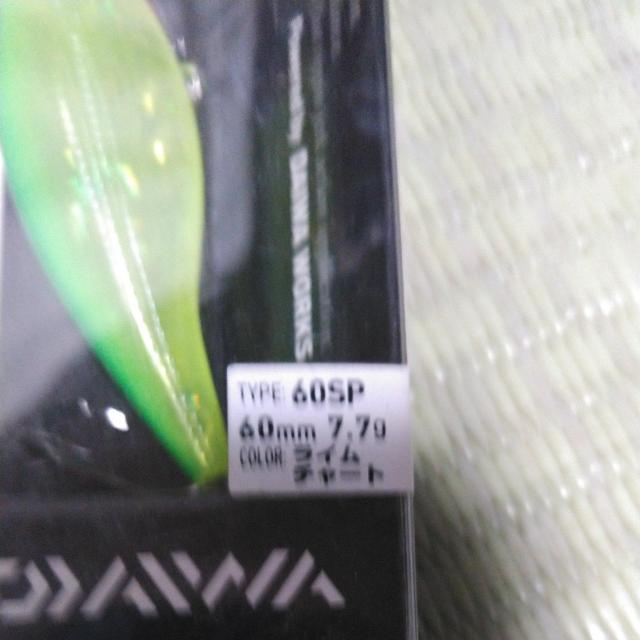 DAIWA WORKS
TYPE: 60SP
60mm 7.7g
COLOR: ライム
チャート
DAIWA